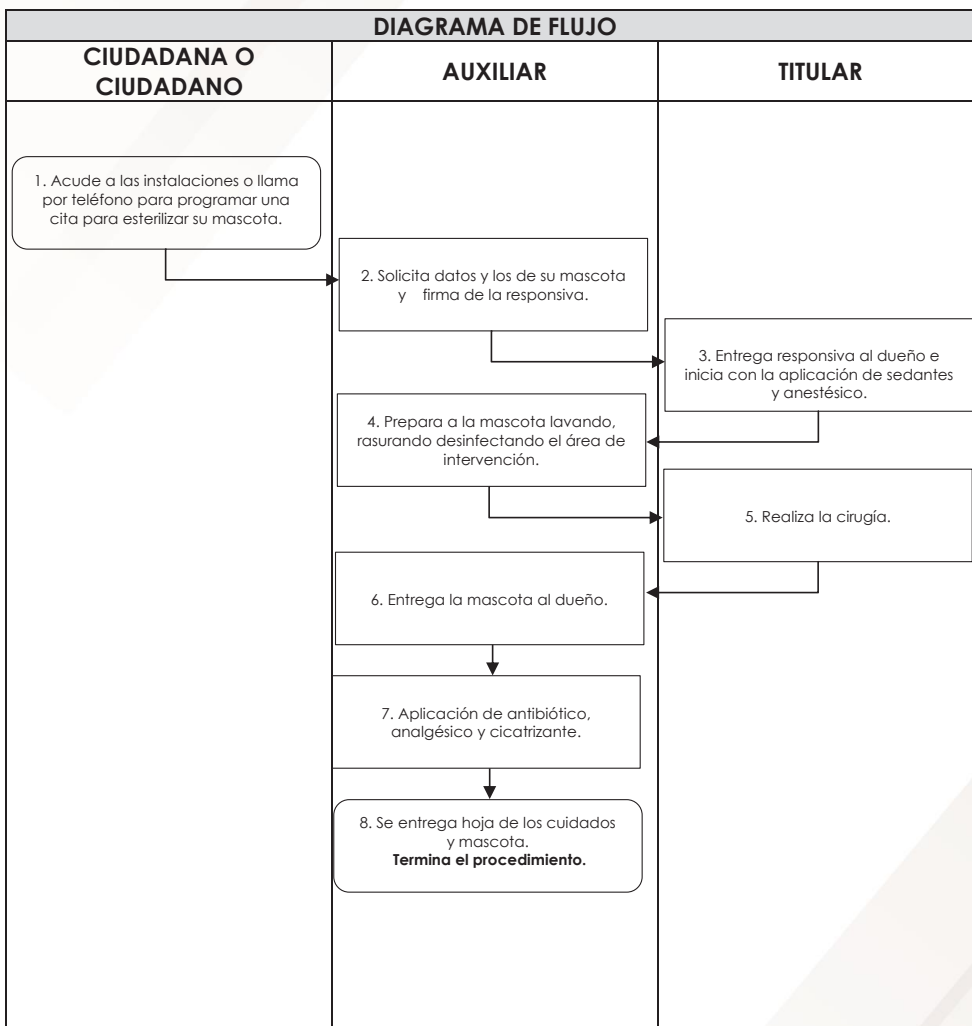 DIAGRAMA DE FLUJO
CIUDADANA O
CIUDADANO
AUXILIAR
TITULAR
1. Acude a las instalaciones o llama
por teléfono para programar una
cita para esterilizar su mascota.
2. Solicita datos y los de su mascota
y firma de la responsiva.
3. Entrega responsiva al dueño e
inicia con la aplicación de sedantes
y anestésico.
4. Prepara a la mascota lavando,
rasurando desinfectando el área de
intervención.
5. Realiza la cirugía.
6. Entrega la mascota al dueño.
7. Aplicación de antibiótico,
analgésico y cicatrizante.
8. Se entrega hoja de los cuidados
y mascota.
Termina el procedimiento.